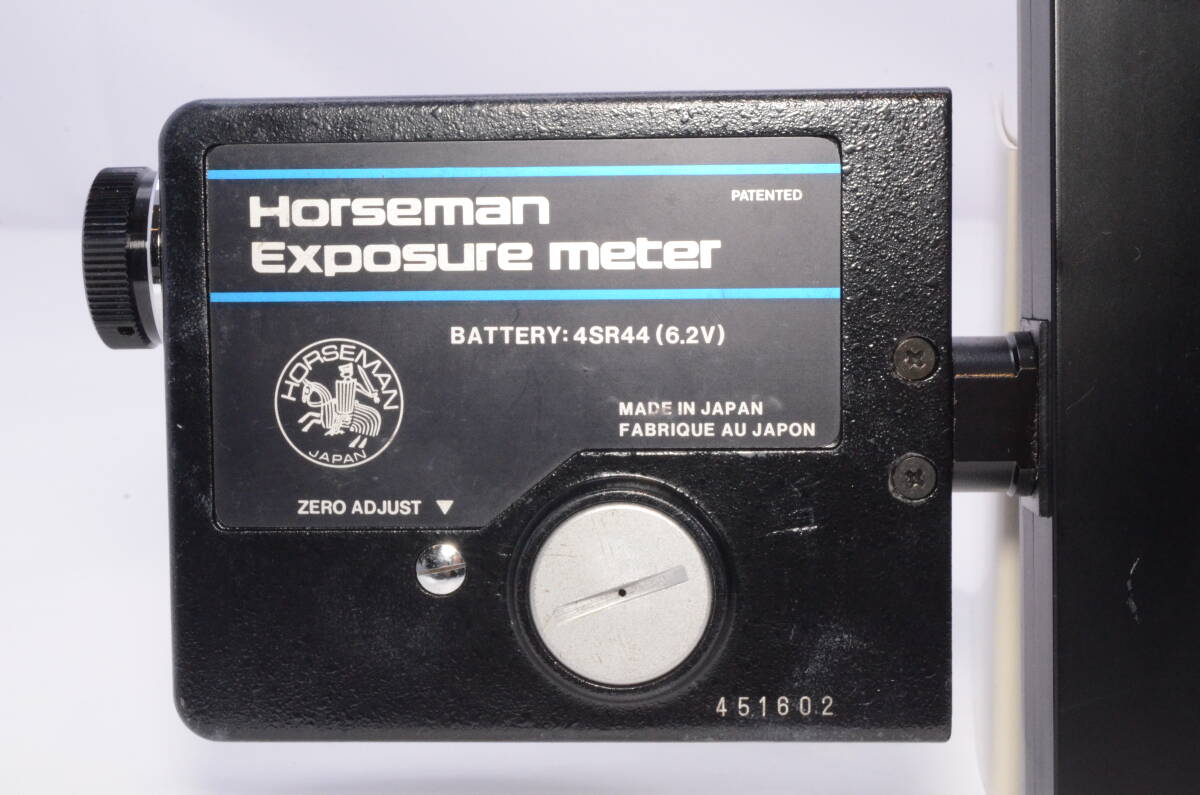 Horseman
Exposure meter
PATENTED
BATTERY: 4SR44 (6.2V)
HORSEMAN
JAPAN
MADE IN JAPAN
FABRIQUE AU JAPON
ZERO ADJUST ▼
451602